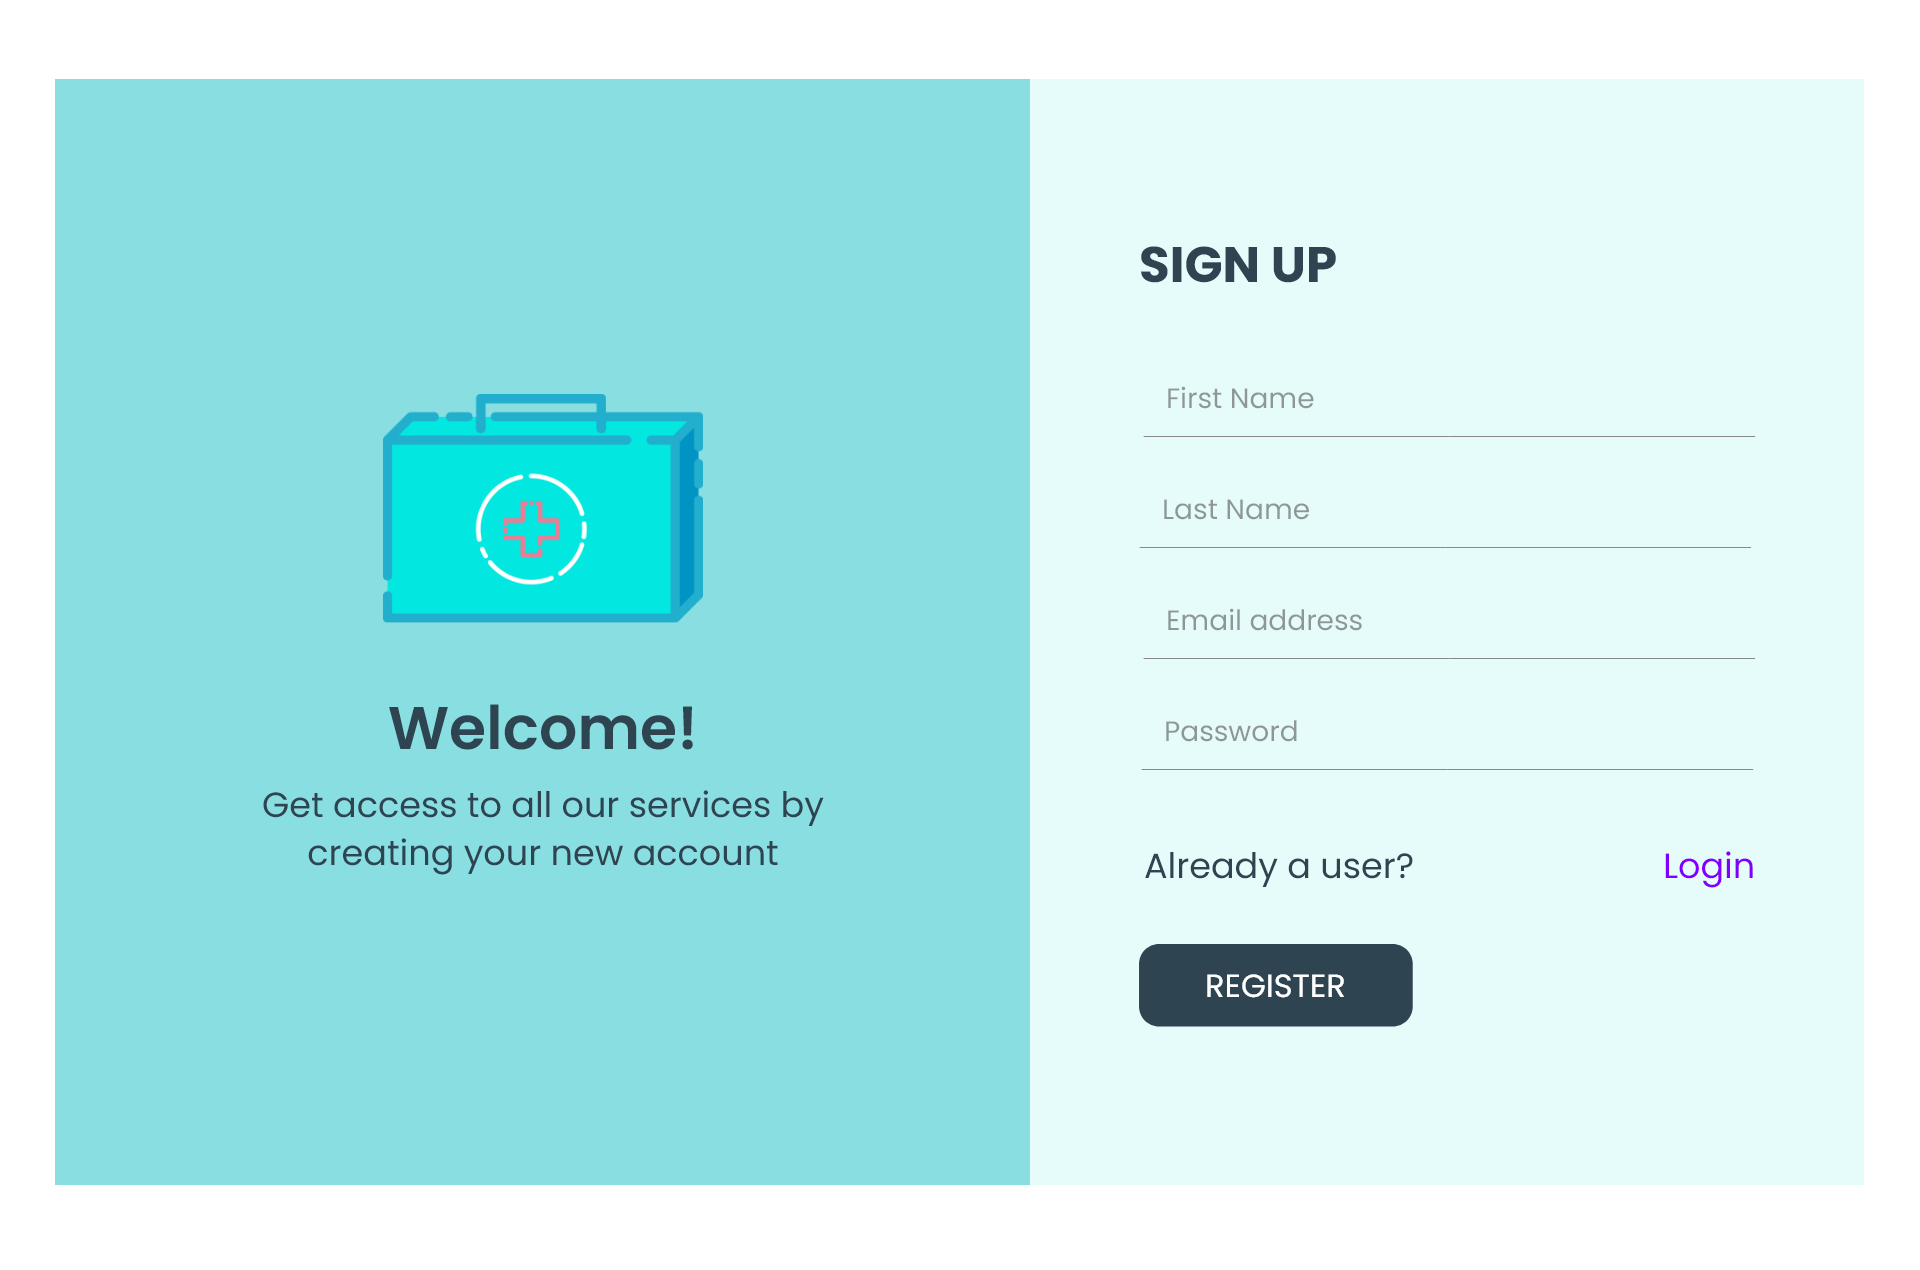 Welcome!
Get access to all our services by
creating your new account
SIGN UP
First Name
Last Name
Email address
Password
Already a user?
Login
REGISTER